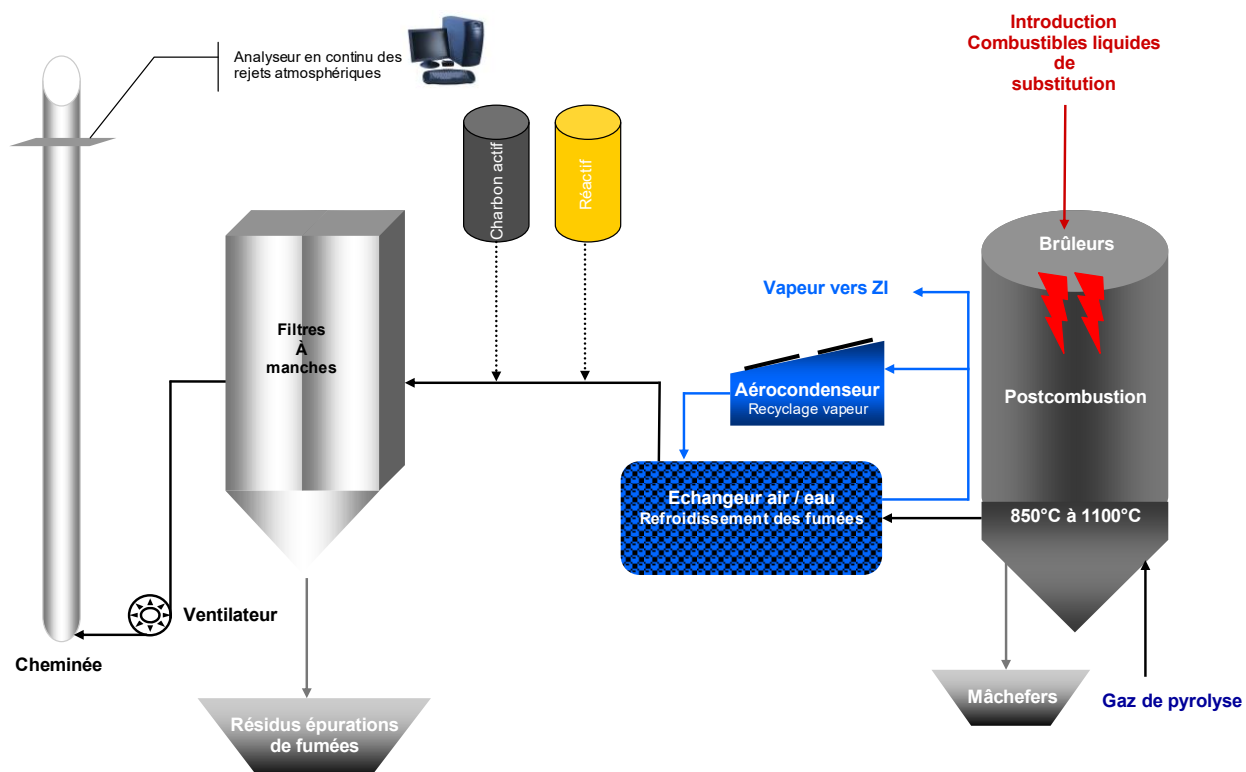 Introduction
Combustibles liquides
de
substitution
Analyseur en continu des
rejets atmosphériques
Charbon actif
Réactif
Brûleurs
Vapeur vers ZI
Filtres
À
manches
Aérocondenseur
Recyclage vapeur
Postcombustion
Echangeur air / eau
Refroidissement des fumées
850°C à 1100°C
Ventilateur
Cheminée
Mâchefers
Gaz de pyrolyse
Résidus épurations
de fumées